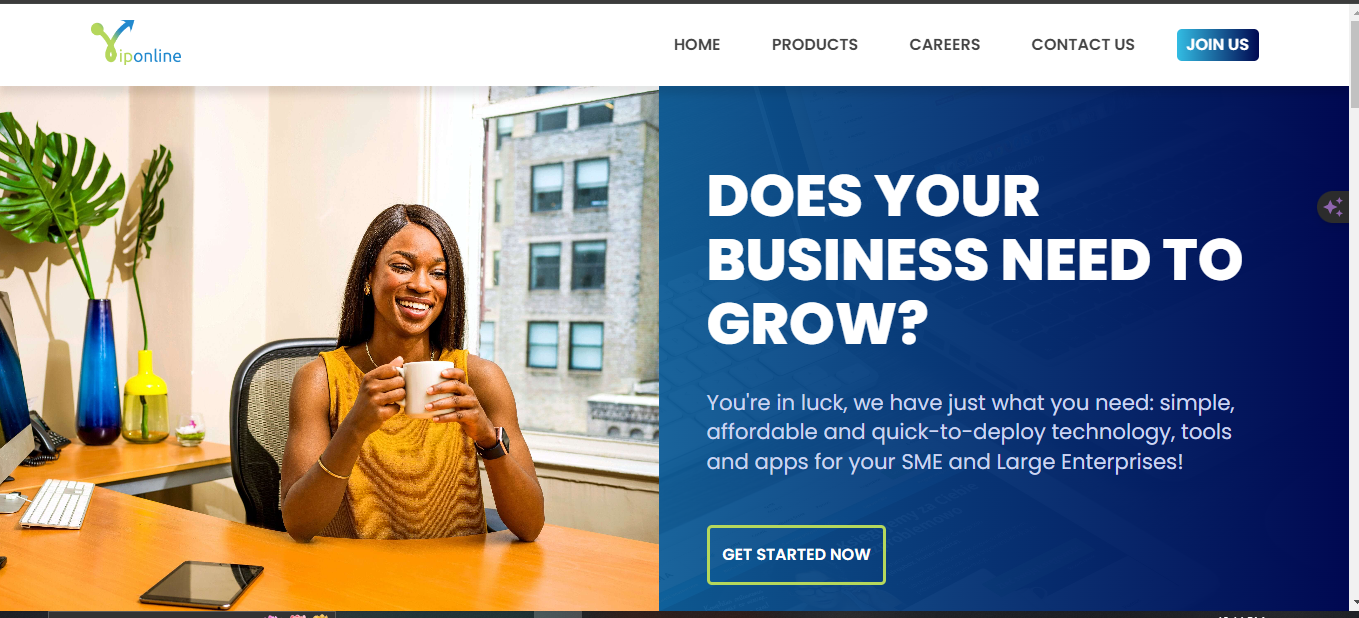 Yiponline
HOME PRODUCTS CAREERS CONTACT US JOIN US
DOES YOUR
BUSINESS NEED TO
GROW?
You're in luck, we have just what you need: simple,
affordable and quick-to-deploy technology, tools
and apps for your SME and Large Enterprises!
GET STARTED NOW